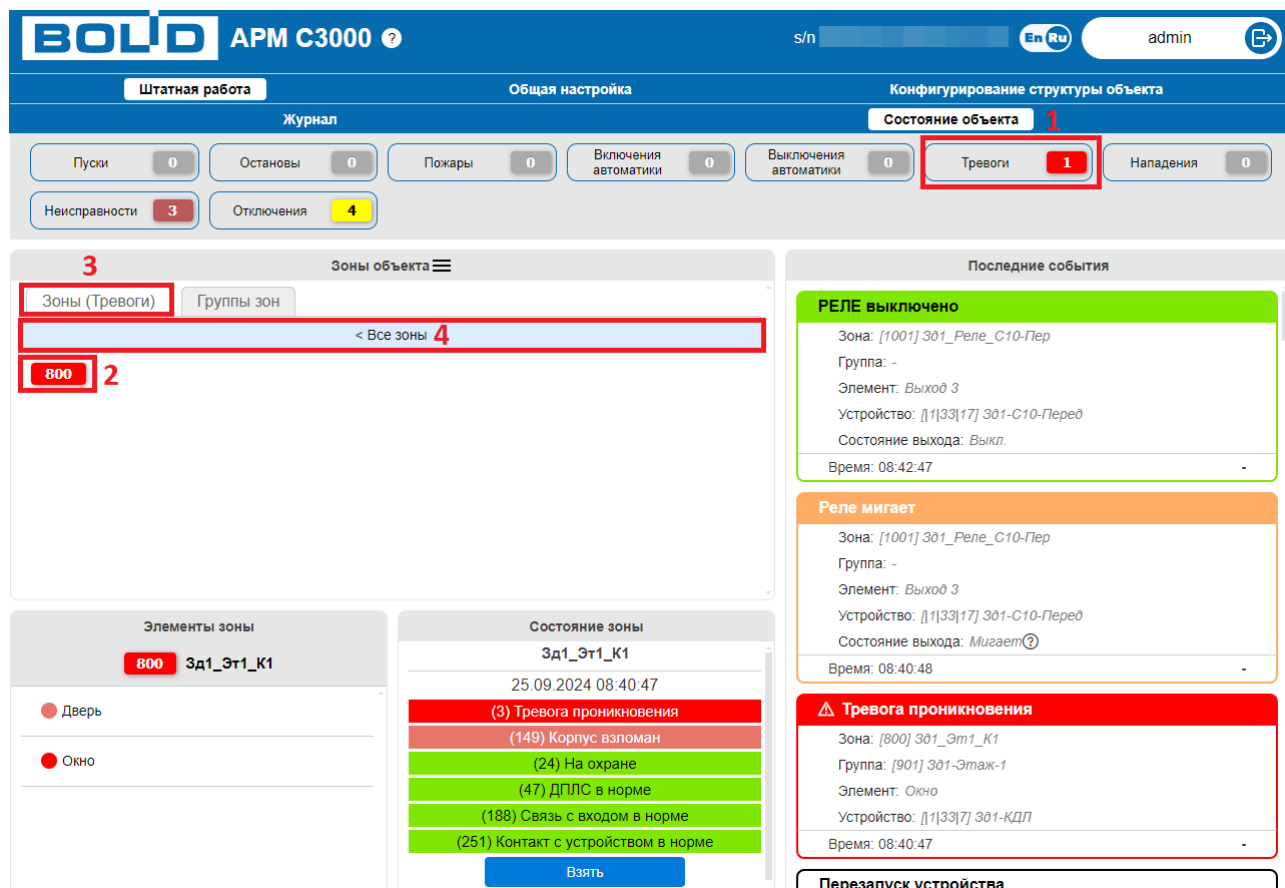 BOLID АРМ С3000 ?
s/n
En Ru
admin
Штатная работа
Общая настройка
Конфигурирование структуры объекта
Журнал
Состояние объекта
1
Пуски 0
Остановы 0
Пожары 0
Включения автоматики 0
Выключения автоматики 0
Тревоги 1
Нападения 0
Неисправности 3
Отключения 4
3
Зоны объекта
Зоны (Тревоги)
Группы зон
< Все зоны 4
800 2
Элементы зоны
800 Зд1_Эт1_К1
Дверь
Окно
Состояние зоны
Зд1_Эт1_К1
25.09.2024 08:40:47
(3) Тревога проникновения
(149) Корпус взломан
(24) На охране
(47) ДПЛС в норме
(188) Связь с входом в норме
(251) Контакт с устройством в норме
Взять
Последние события
РЕЛЕ выключено
Зона: [1001] Зд1_Реле_С10-Пер
Группа: -
Элемент: Выход 3
Устройство: [|1|33|17] Зд1-С10-Перед
Состояние выхода: Выкл.
Время: 08:42:47 -
Реле мигает
Зона: [1001] Зд1_Реле_С10-Пер
Группа: -
Элемент: Выход 3
Устройство: [|1|33|17] Зд1-С10-Перед
Состояние выхода: Мигает?
Время: 08:40:48 -
Тревога проникновения
Зона: [800] Зд1_Эт1_К1
Группа: [901] Зд1-Этаж-1
Элемент: Окно
Устройство: [|1|33|7] Зд1-КДЛ
Время: 08:40:47 -
Перезапуск устройства